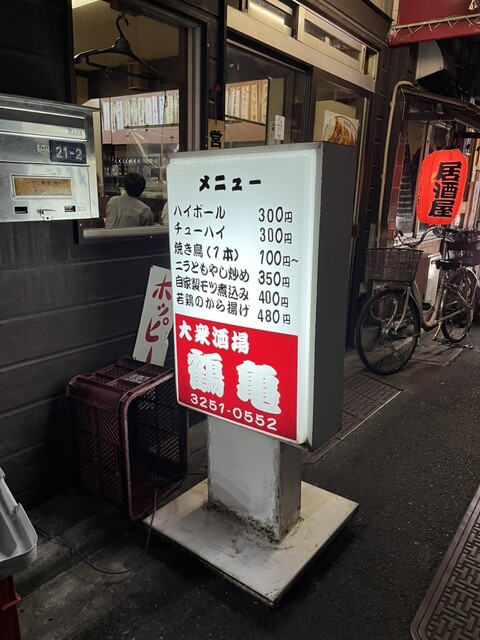 21-2
営
メニュー
ハイボール 300円
チューハイ 300円
焼き鳥(1本) 100円~
ニラともやし炒め 350円
自家製モツ煮込み 400円
若鶏のから揚げ 480円
大衆酒場
鶴亀
3251-0552
ホッピー
居酒屋